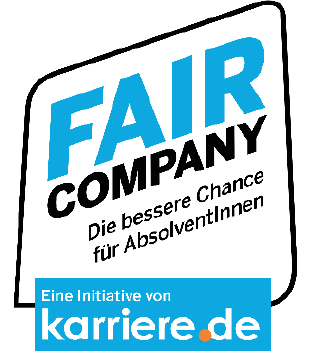 FAIR
COMPANY
Die bessere Chance
für AbsolventInnen
Eine Initiative von
karriere.de